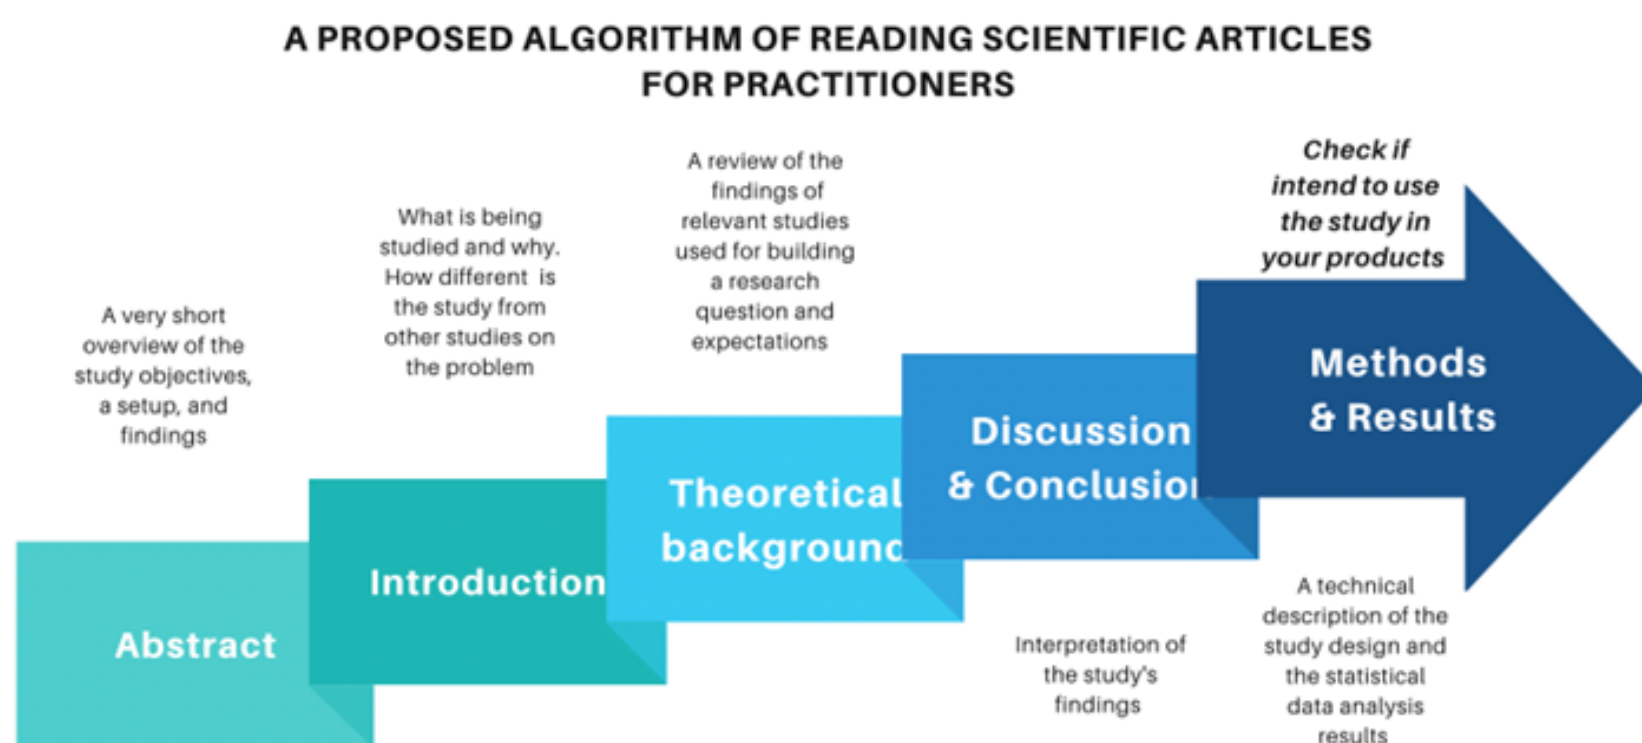 A PROPOSED ALGORITHM OF READING SCIENTIFIC ARTICLES
FOR PRACTITIONERS
A very short
overview of the
study objectives,
a setup, and
findings
Abstract
What is being
studied and why.
How different is
the study from
other studies on
the problem
Introduction
A review of the
findings of
relevant studies
used for building
a research
question and
expectations
Theoretical
background
Discussion
& Conclusion
Interpretation of
the study's
findings
Check if
intend to use
the study in
your products
Methods
& Results
A technical
description of the
study design and
the statistical
data analysis
results